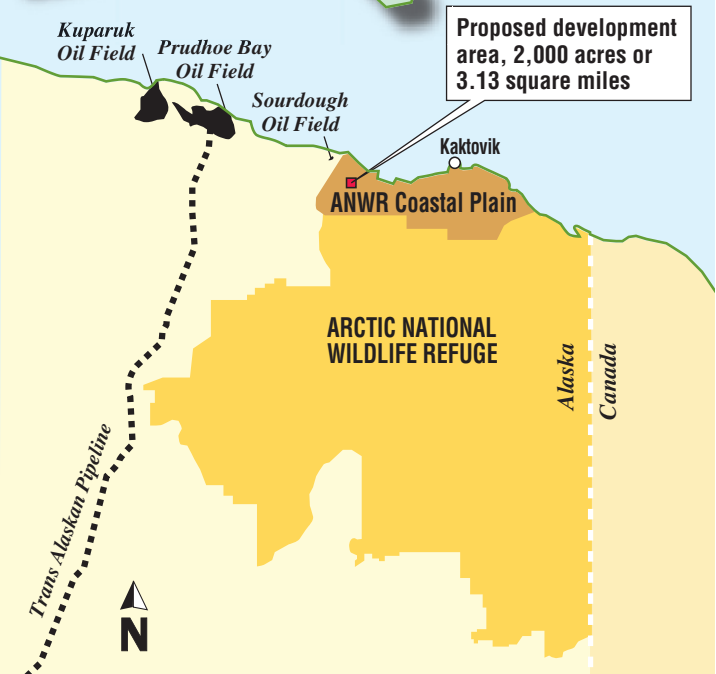 Kuparuk
Oil Field
Prudhoe Bay
Oil Field
Sourdough
Oil Field
Proposed development
area, 2,000 acres or
3.13 square miles
Kaktovik
ANWR Coastal Plain
ARCTIC NATIONAL
WILDLIFE REFUGE
Alaska
Canada
Trans Alaskan Pipeline
N